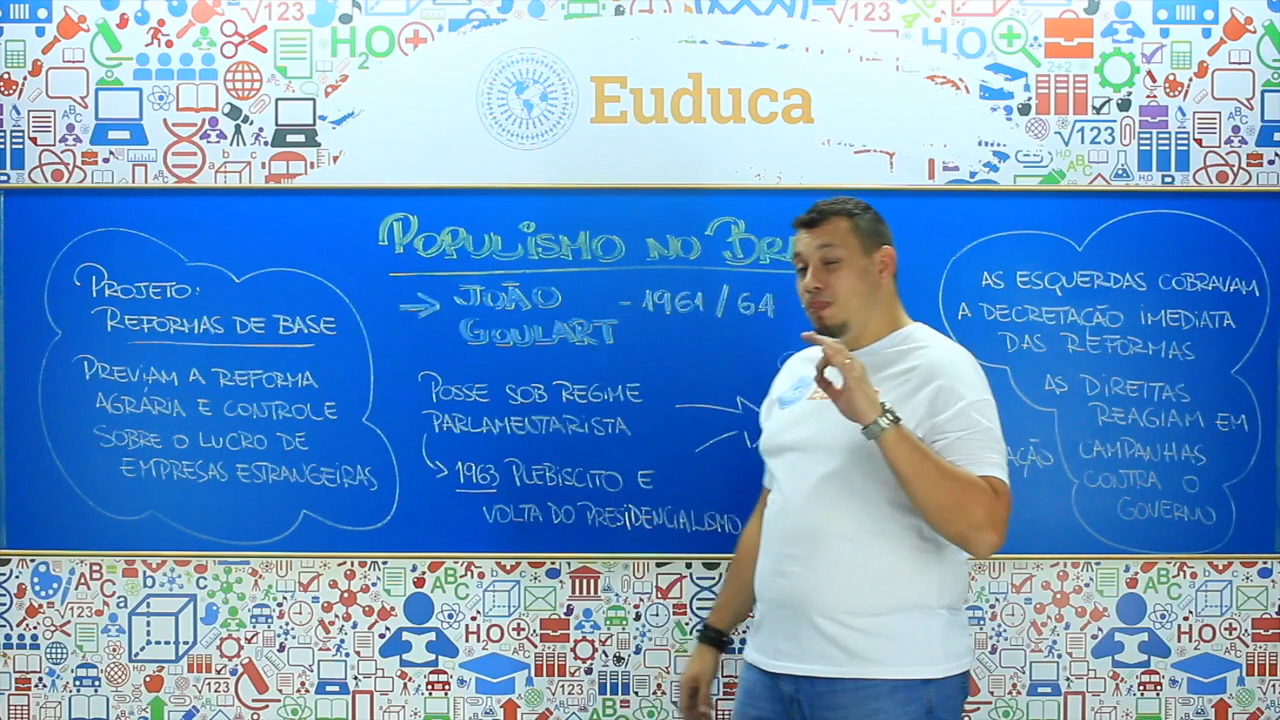 Euduca
POPULISMO NO BRA
→ JOÃO GOULART - 1961/64
PROJETO:
REFORMAS DE BASE
PREVIAM A REFORMA
AGRÁRIA E CONTROLE
SOBRE O LUCRO DE
EMPRESAS ESTRANGEIRAS
POSSE SOB REGIME
PARLAMENTARISTA
1963 PLEBISCITO E
VOLTA DO PRESIDENCIALISMO
AÇÃO
AS ESQUERDAS COBRAVAM
A DECRETAÇÃO IMEDIATA
DAS REFORMAS
AS DIREITAS
REAGIAM EM
CAMPANHAS
CONTRA O
GOVERNO